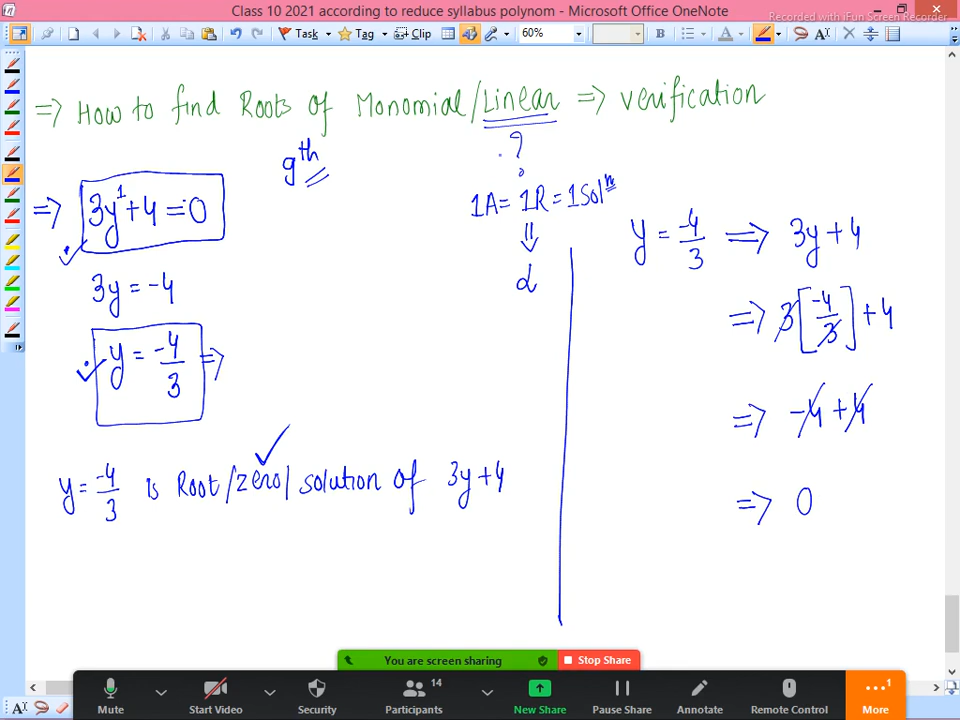 Class 10 2021 according to reduce syllabus polynom - Microsoft Office OneNote
Recorded with iFun Screen Recorder
Task Tag Clip 60% B A
⇒ How to find Roots of Monomial/Linear ⇒ verification
?
9th
1A = 1R = 1Soln
α
⇒ 3y¹+4=0
3y = -4
y = -4/3 ⇒
y = -4/3 is Root/zero/solution of 3y+4
y = -4/3 ⇒ 3y+4
⇒ 3[-4/3]+4
⇒ -4+4
⇒ 0
You are screen sharing Stop Share
14
1
Mute Start Video Security Participants New Share Pause Share Annotate Remote Control More